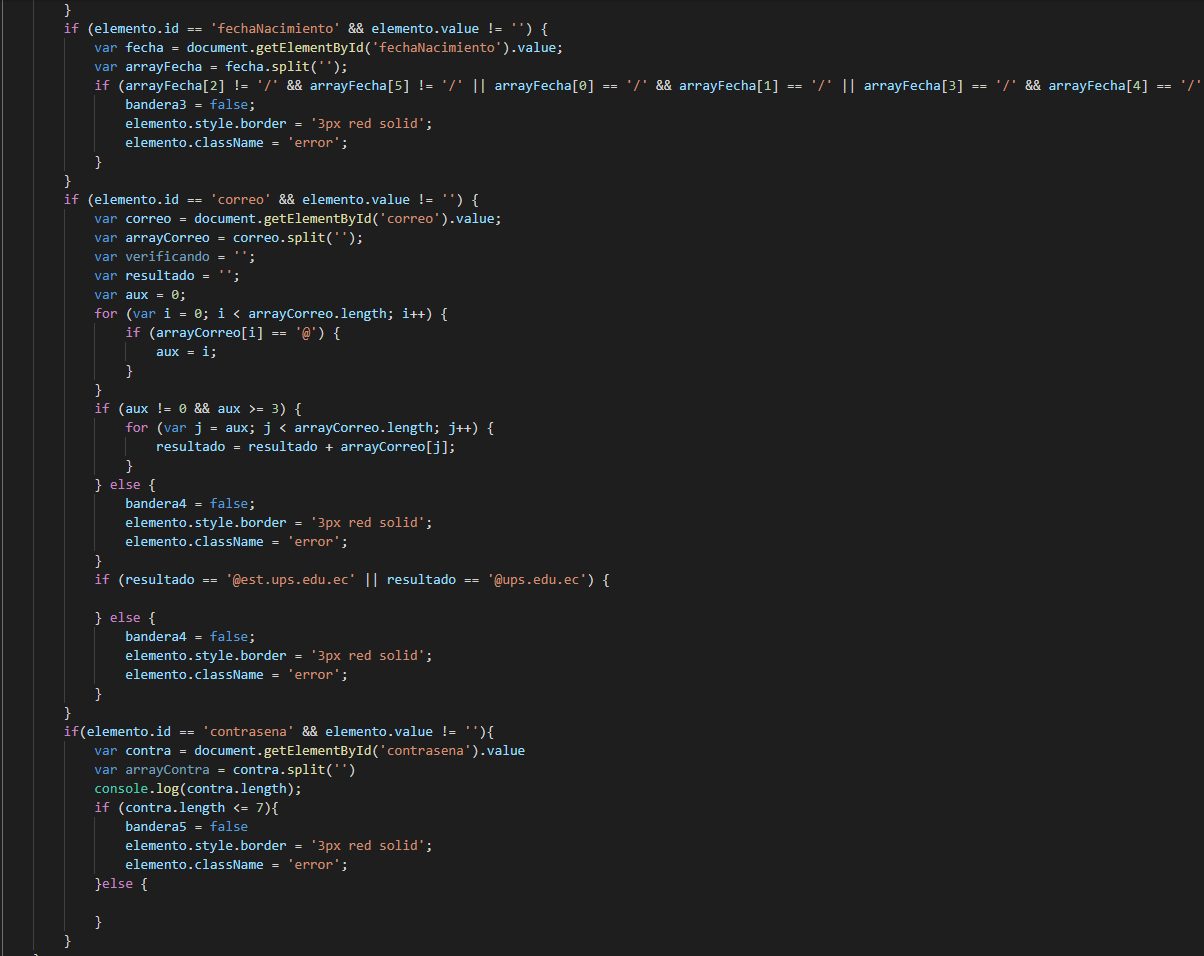 }
if (elemento.id == 'fechaNacimiento' && elemento.value != '') {
var fecha = document.getElementById('fechaNacimiento').value;
var arrayFecha = fecha.split('');
if (arrayFecha[2] != '/' && arrayFecha[5] != '/' || arrayFecha[0] == '/' && arrayFecha[1] == '/' || arrayFecha[3] == '/' && arrayFecha[4] == '/'
bandera3 = false;
elemento.style.border = '3px red solid';
elemento.className = 'error';
}
}
if (elemento.id == 'correo' && elemento.value != '') {
var correo = document.getElementById('correo').value;
var arrayCorreo = correo.split('');
var verificando = '';
var resultado = '';
var aux = 0;
for (var i = 0; i < arrayCorreo.length; i++) {
if (arrayCorreo[i] == '@') {
aux = i;
}
}
if (aux != 0 && aux >= 3) {
for (var j = aux; j < arrayCorreo.length; j++) {
resultado = resultado + arrayCorreo[j];
}
} else {
bandera4 = false;
elemento.style.border = '3px red solid';
elemento.className = 'error';
}
if (resultado == '@est.ups.edu.ec' || resultado == '@ups.edu.ec') {
} else {
bandera4 = false;
elemento.style.border = '3px red solid';
elemento.className = 'error';
}
}
if(elemento.id == 'contrasena' && elemento.value != ''){
var contra = document.getElementById('contrasena').value
var arrayContra = contra.split('')
console.log(contra.length);
if (contra.length <= 7){
bandera5 = false
elemento.style.border = '3px red solid';
elemento.className = 'error';
}else {
}
}